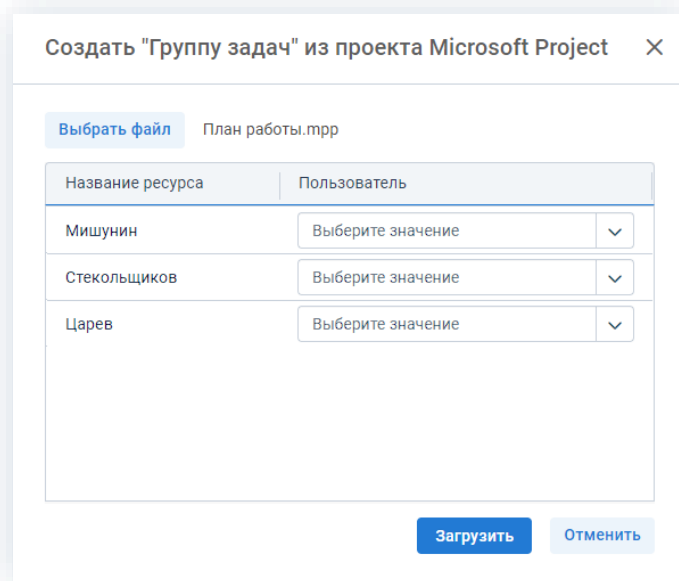 Создать "Группу задач" из проекта Microsoft Project
Выбрать файл План работы.mpp
Название ресурса Пользователь
Мишунин Выберите значение
Стекольщиков Выберите значение
Царев Выберите значение
Загрузить Отменить